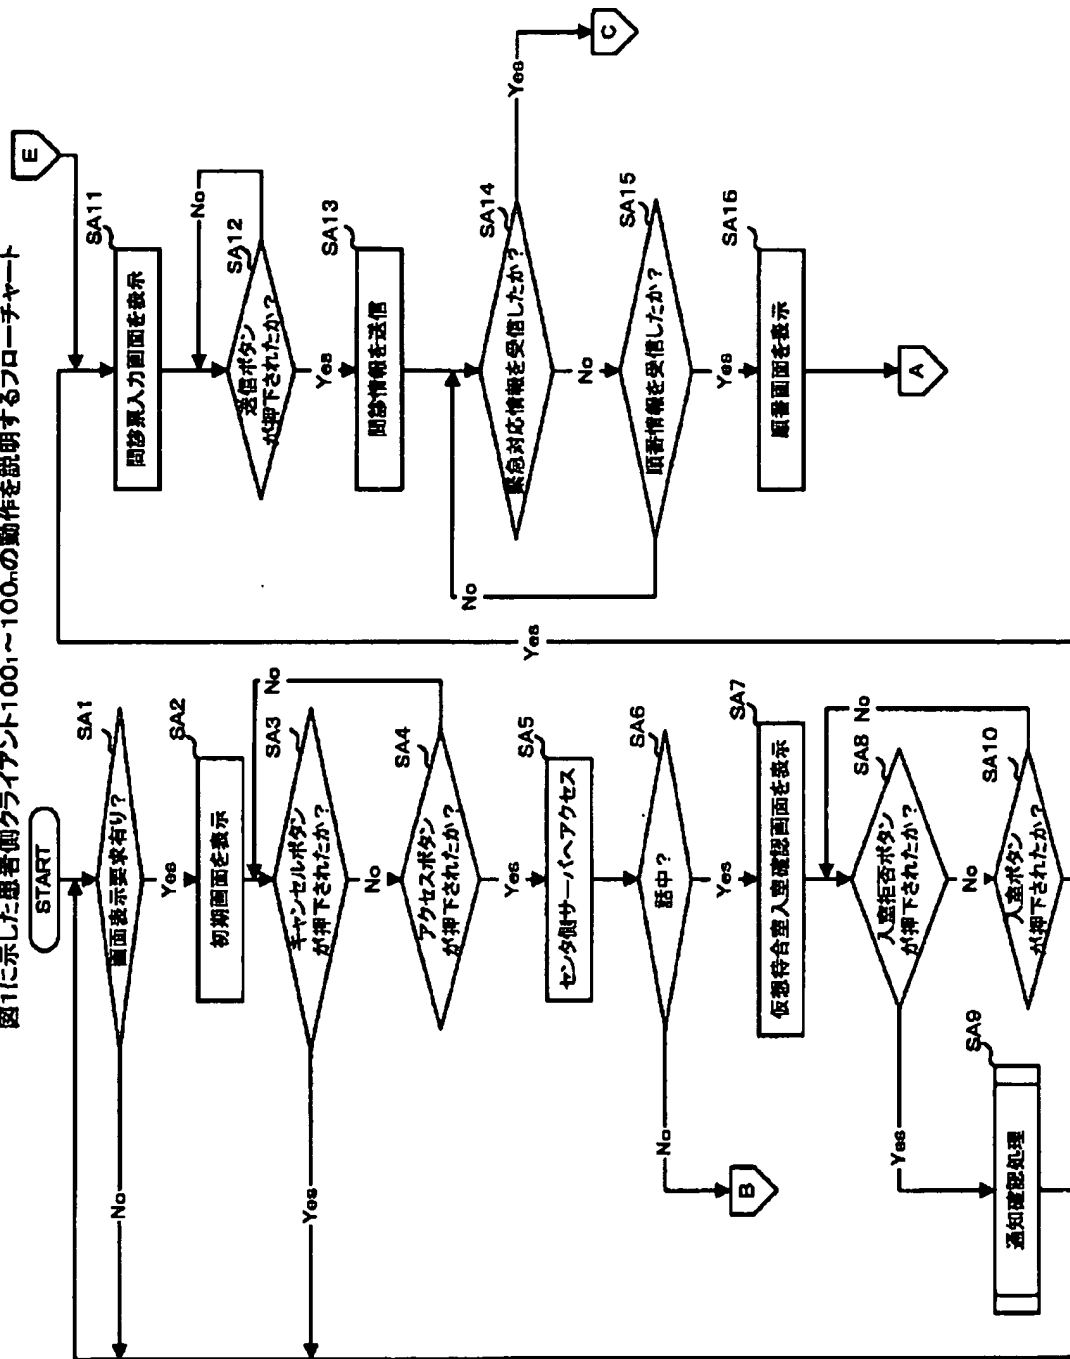 図1に示した患者側クライアント100₁~100ₙの動作を説明するフローチャート
START
SA1
画面表示要求有り?
No
Yes
SA2
初期画面を表示
SA3
キャンセルボタン
が押下されたか?
Yes
No
No
SA4
アクセスボタン
が押下されたか?
Yes
SA5
センタ側サーバへアクセス
SA6
話中?
No
B
Yes
SA7
仮想待合室入室確認画面を表示
SA8
入室拒否ボタン
が押下されたか?
Yes
No
No
SA9
通知確認処理
SA10
入室ボタン
が押下されたか?
Yes
E
SA11
問診票入力画面を表示
SA12
送信ボタン
が押下されたか?
No
Yes
SA13
問診情報を送信
SA14
緊急対応情報を受信したか?
Yes
C
No
SA15
順番情報を受信したか?
No
Yes
SA16
順番画面を表示
A